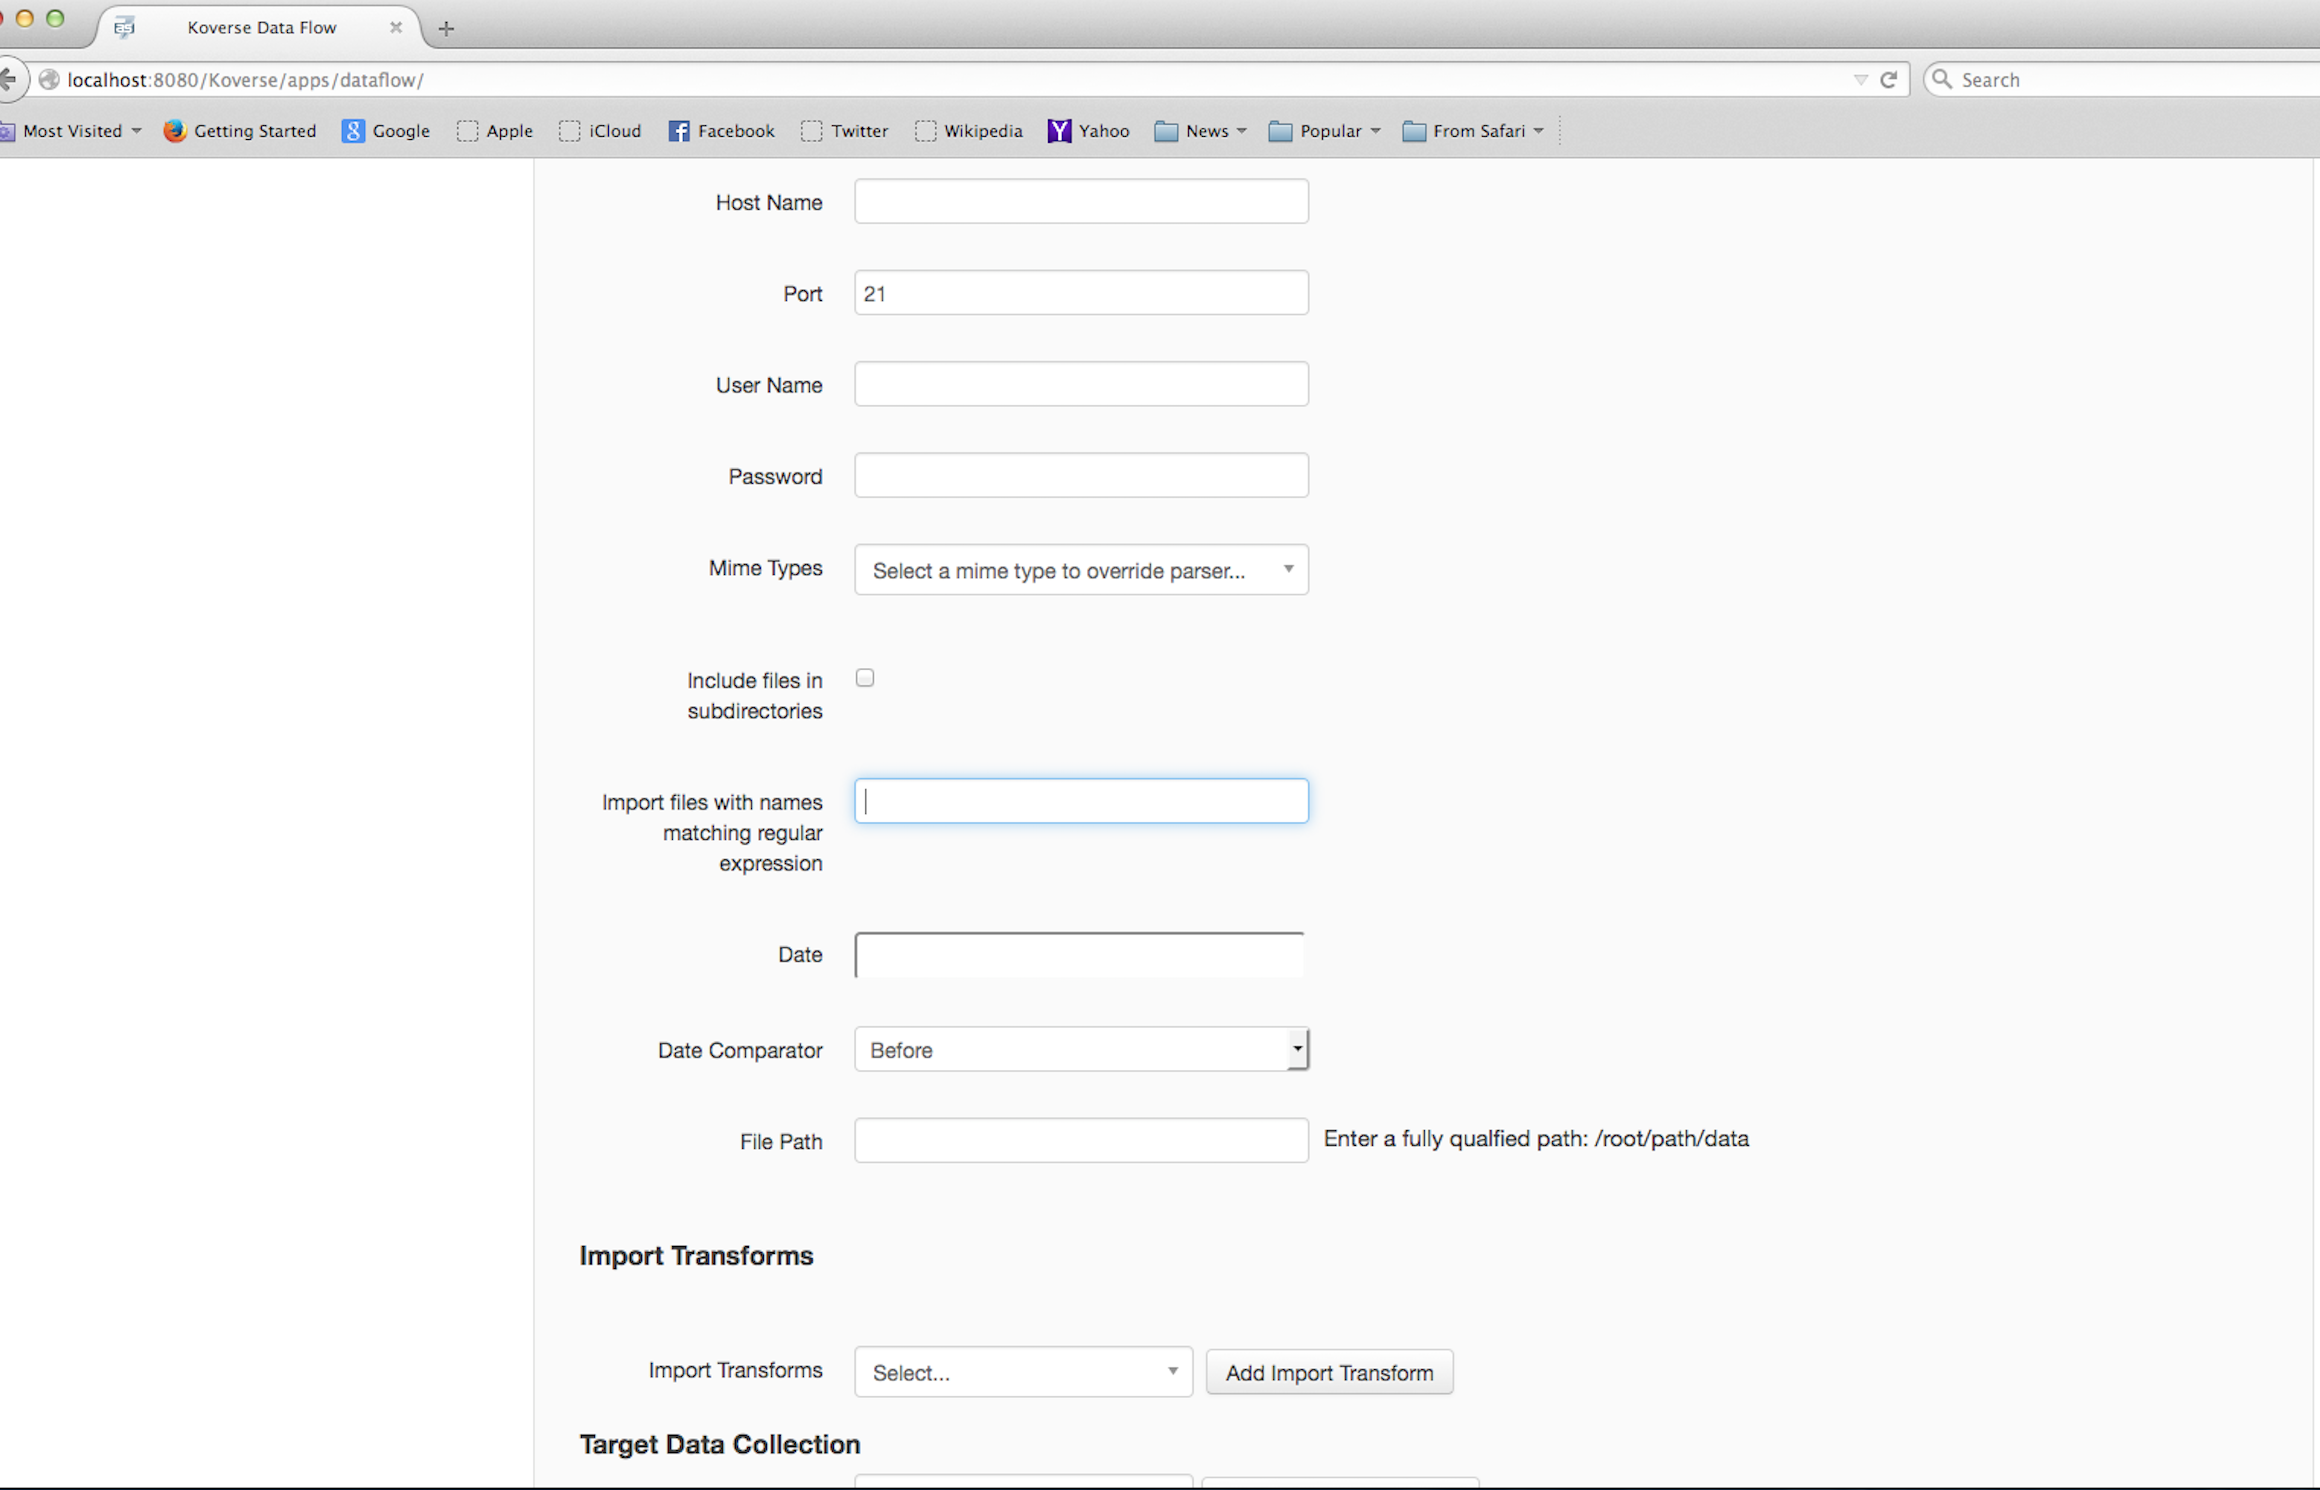 Koverse Data Flow
localhost:8080/Koverse/apps/dataflow/
Search
Most Visited Getting Started Google Apple iCloud Facebook Twitter Wikipedia Yahoo News Popular From Safari
Host Name
Port 21
User Name
Password
Mime Types Select a mime type to override parser...
Include files in
subdirectories
Import files with names
matching regular
expression
Date
Date Comparator Before
File Path Enter a fully qualfied path: /root/path/data
Import Transforms
Import Transforms Select... Add Import Transform
Target Data Collection